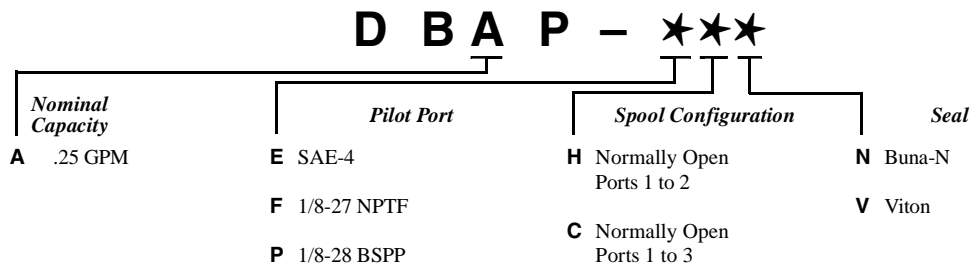 D B A P – ✶✶✶
Nominal
Capacity
A .25 GPM
Pilot Port
E SAE-4
F 1/8-27 NPTF
P 1/8-28 BSPP
Spool Configuration
H Normally Open
Ports 1 to 2
C Normally Open
Ports 1 to 3
Seal
N Buna-N
V Viton